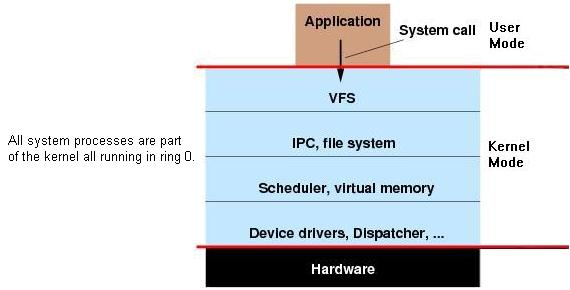 Application
System call
User
Mode
VFS
All system processes are part
of the kernel all running in ring 0.
IPC, file system
Kernel
Mode
Scheduler, virtual memory
Device drivers, Dispatcher, ...
Hardware